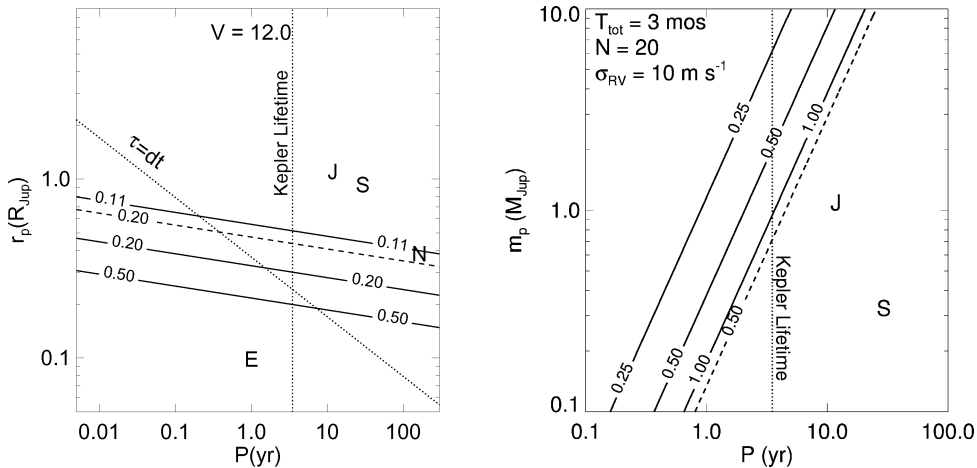 V = 12.0
Kepler Lifetime
τ=dt
J
S
N
E
0.11
0.11
0.20
0.20
0.20
0.50
0.50
1.0
0.1
r_p(R_Jup)
0.01
0.1
1.0
10
100
P(yr)
T_tot = 3 mos
N = 20
σ_RV = 10 m s⁻¹
0.25
0.50
1.00
J
Kepler Lifetime
S
0.50
0.25
0.50
1.00
10.0
1.0
0.1
m_p (M_Jup)
0.1
1.0
10.0
100.0
P (yr)